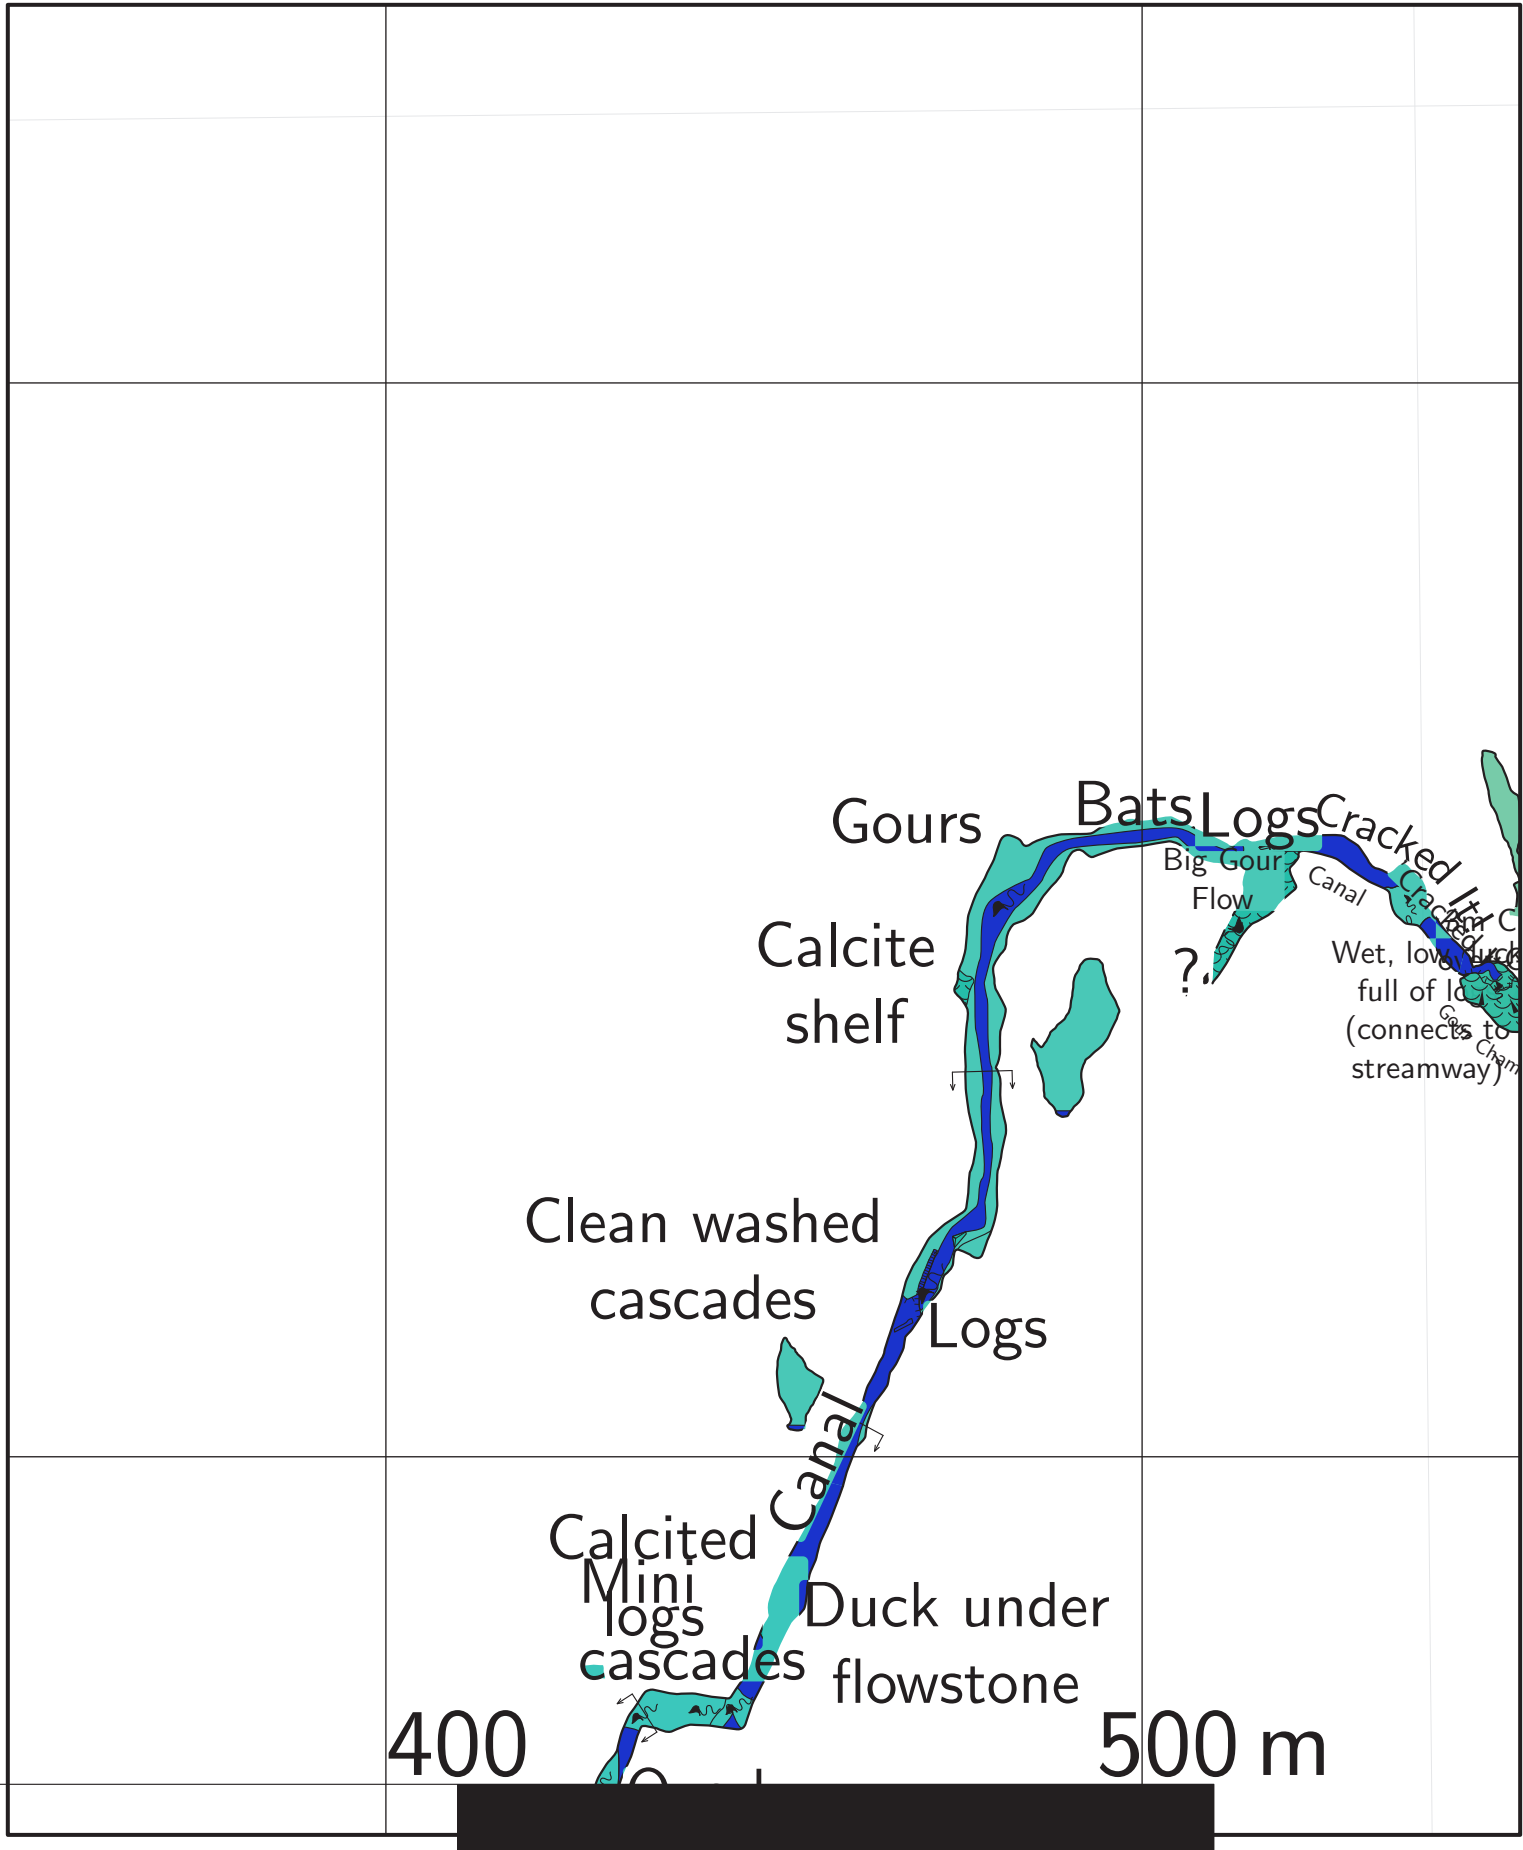 Bats
Logs
Gours
Cracked
Big Gour
Flow
Canal
Calcite
shelf
?
Wet, low
full of
(connects to
streamway)
Clean washed
cascades
Logs
Canal
Calcited
Mini
logs
cascades
Duck under
flowstone
400
500 m